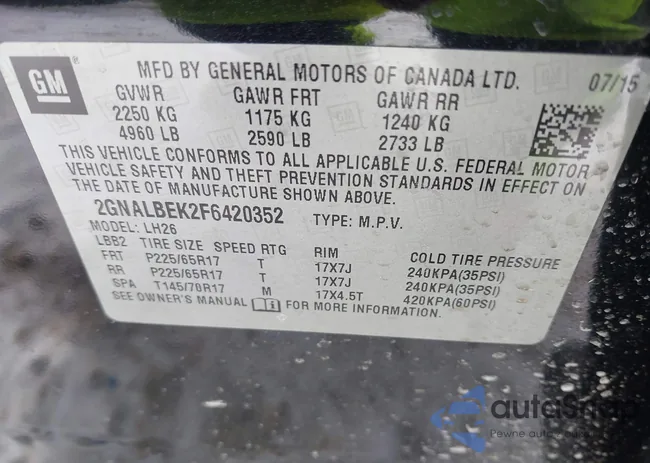 GM ®
MFD BY GENERAL MOTORS OF CANADA LTD. 07/15
GVWR GAWR FRT GAWR RR
2250 KG 1175 KG 1240 KG
4960 LB 2590 LB 2733 LB
THIS VEHICLE CONFORMS TO ALL APPLICABLE U.S. FEDERAL MOTOR
VEHICLE SAFETY AND THEFT PREVENTION STANDARDS IN EFFECT ON
THE DATE OF MANUFACTURE SHOWN ABOVE.
2GNALBEK2F6420352 TYPE: M.P.V.
MODEL: LH26
LBB2 TIRE SIZE SPEED RTG RIM COLD TIRE PRESSURE
FRT P225/65R17 T 17X7J 240KPA(35PSI)
RR P225/65R17 T 17X7J 240KPA(35PSI)
SPA T145/70R17 M 17X4.5T 420KPA(60PSI)
SEE OWNER'S MANUAL FOR MORE INFORMATION.
autaSnap
Pewne auto